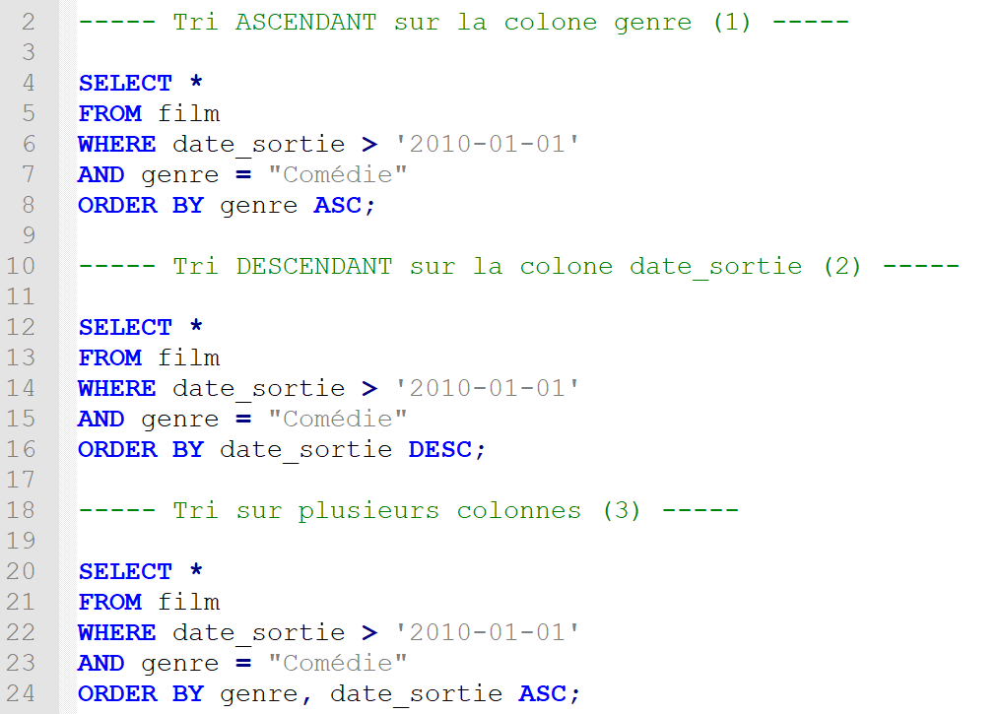 2 ----- Tri ASCENDANT sur la colone genre (1) -----
3
4 SELECT *
5 FROM film
6 WHERE date_sortie > '2010-01-01'
7 AND genre = "Comédie"
8 ORDER BY genre ASC;
9
10 ----- Tri DESCENDANT sur la colone date_sortie (2) -----
11
12 SELECT *
13 FROM film
14 WHERE date_sortie > '2010-01-01'
15 AND genre = "Comédie"
16 ORDER BY date_sortie DESC;
17
18 ----- Tri sur plusieurs colonnes (3) -----
19
20 SELECT *
21 FROM film
22 WHERE date_sortie > '2010-01-01'
23 AND genre = "Comédie"
24 ORDER BY genre, date_sortie ASC;